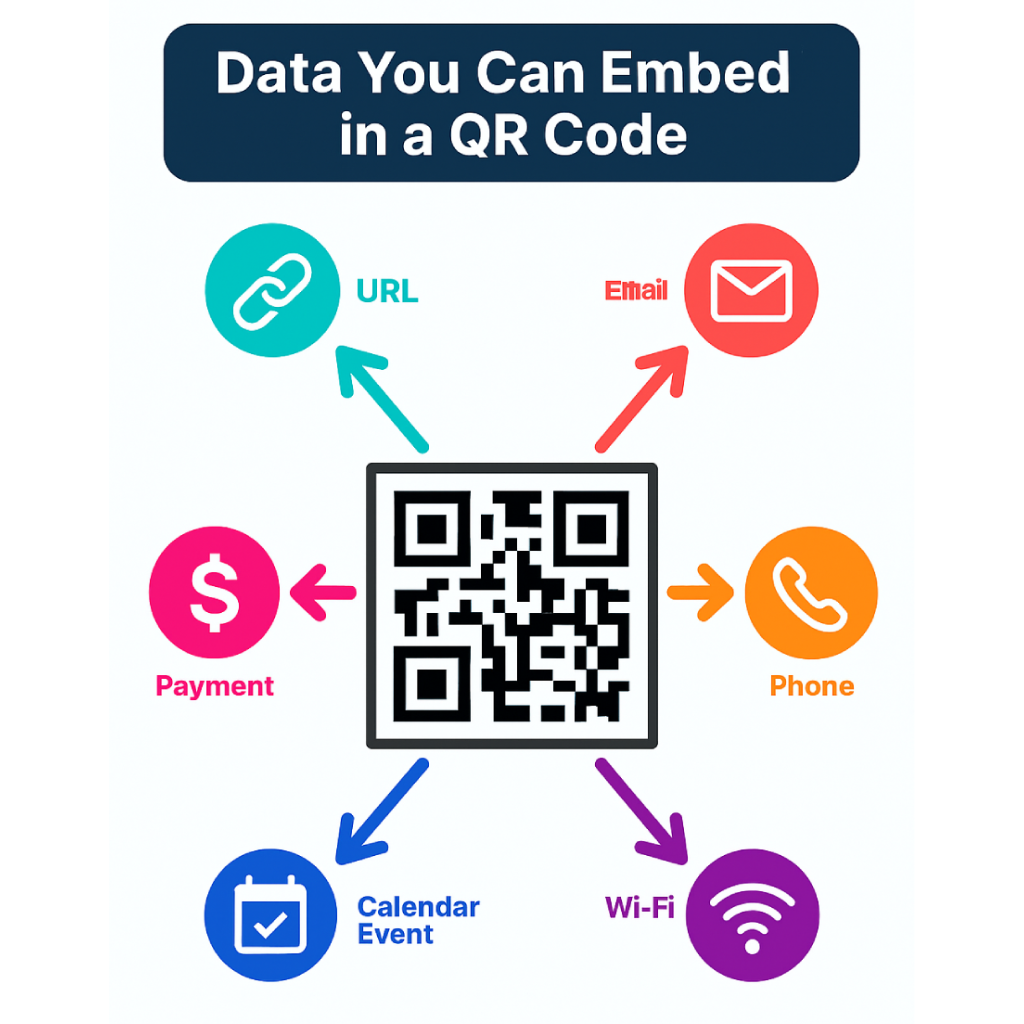 Data You Can Embed
in a QR Code
URL
Email
$
Payment
Phone
Calendar
Event
Wi-Fi